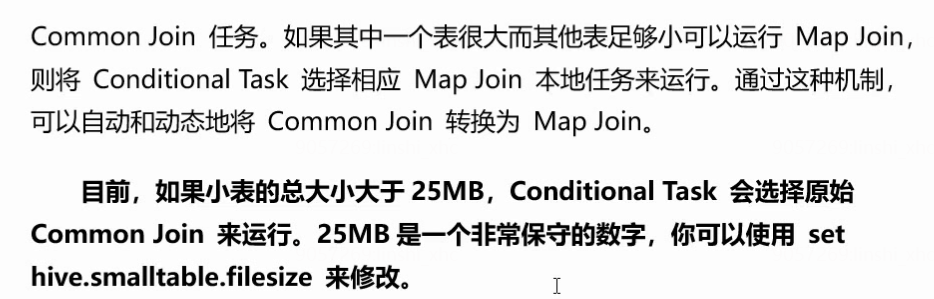 Common Join 任务。如果其中一个表很大而其他表足够小可以运行 Map Join，
则将 Conditional Task 选择相应 Map Join 本地任务来运行。通过这种机制，
可以自动和动态地将 Common Join 转换为 Map Join。
目前，如果小表的总大小大于 25MB，Conditional Task 会选择原始
Common Join 来运行。25MB 是一个非常保守的数字，你可以使用 set
hive.smalltable.filesize 来修改。